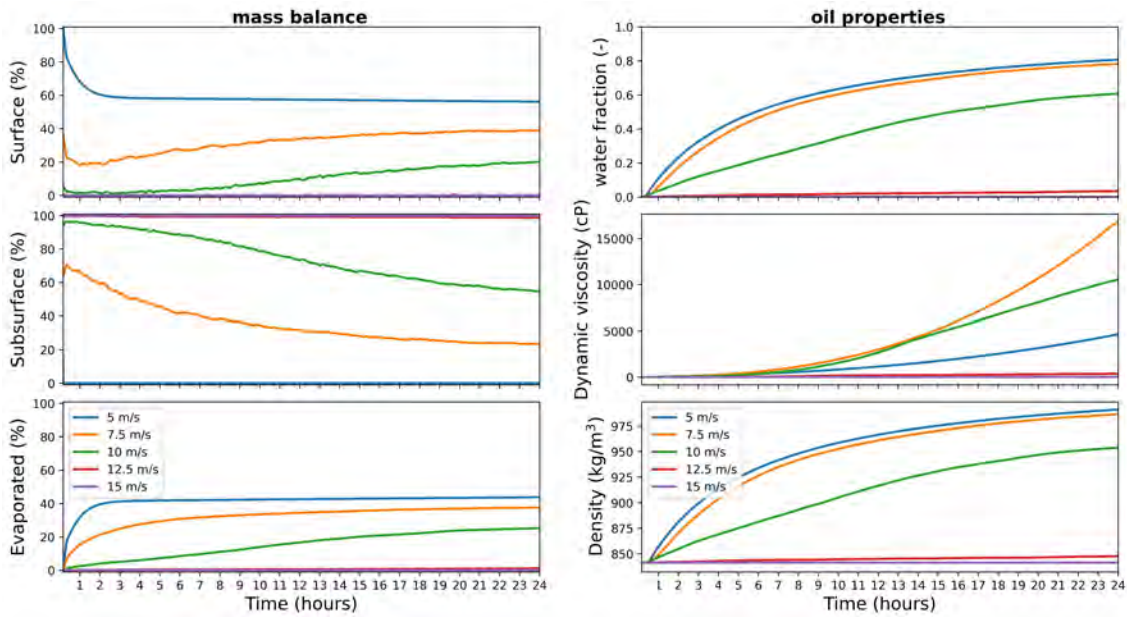 mass balance
Surface (%)
100
80
60
40
20
0
Subsurface (%)
100
80
60
40
20
0
Evaporated (%)
100
80
60
40
20
0
5 m/s
7.5 m/s
10 m/s
12.5 m/s
15 m/s
1 2 3 4 5 6 7 8 9 10 11 12 13 14 15 16 17 18 19 20 21 22 23 24
Time (hours)
oil properties
water fraction (-)
1.0
0.8
0.6
0.4
0.2
0.0
Dynamic viscosity (cP)
15000
10000
5000
0
Density (kg/m³)
975
950
925
900
875
850
5 m/s
7.5 m/s
10 m/s
12.5 m/s
15 m/s
1 2 3 4 5 6 7 8 9 10 11 12 13 14 15 16 17 18 19 20 21 22 23 24
Time (hours)